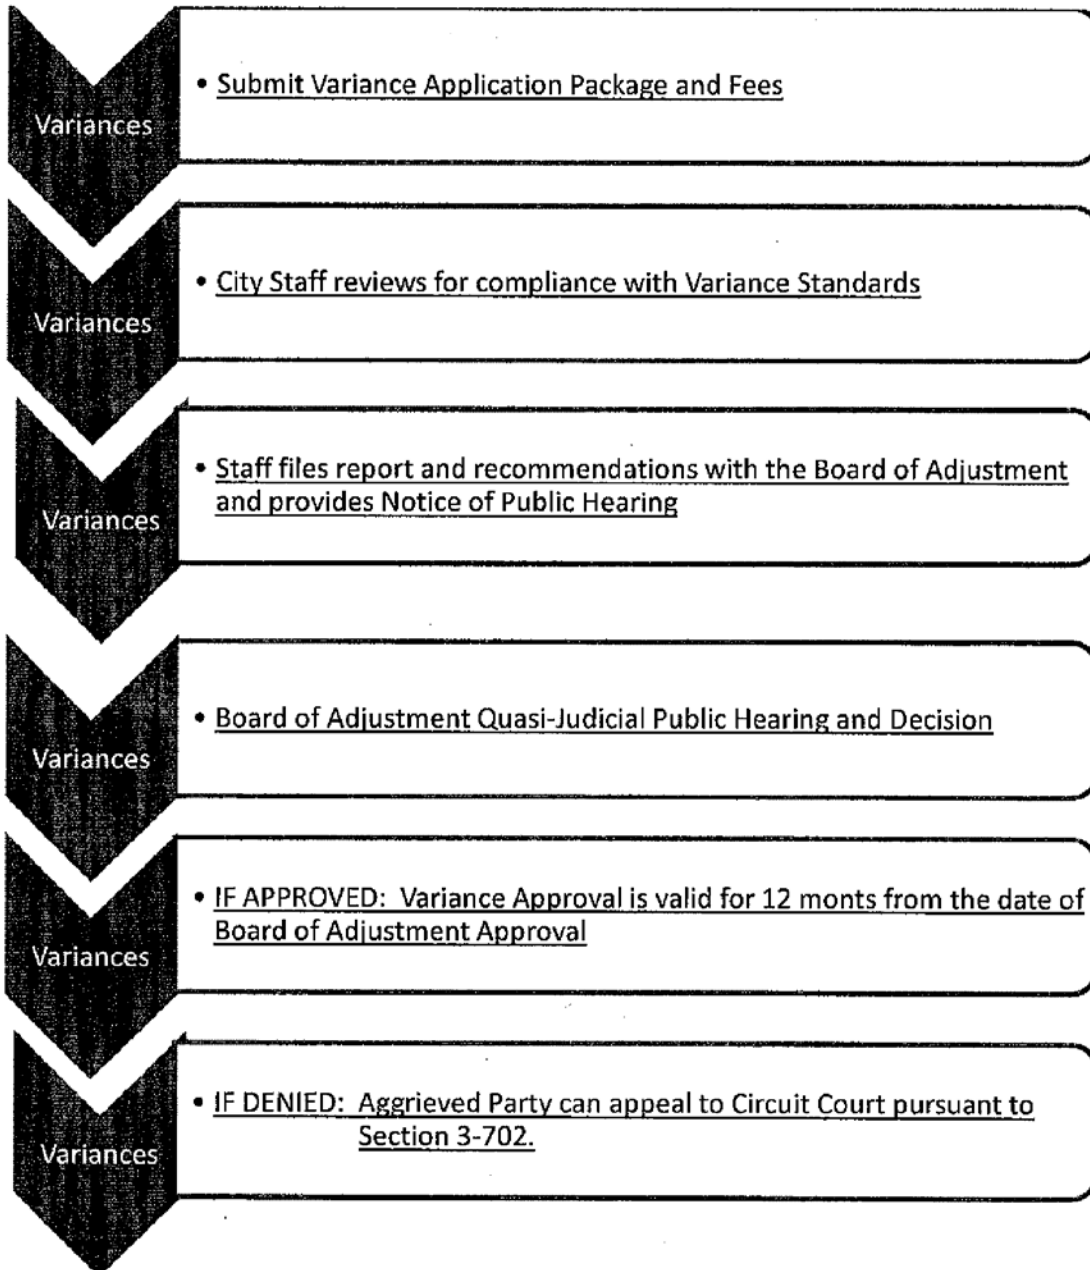 Variances
• Submit Variance Application Package and Fees
Variances
• City Staff reviews for compliance with Variance Standards
Variances
• Staff files report and recommendations with the Board of Adjustment
and provides Notice of Public Hearing
Variances
• Board of Adjustment Quasi-Judicial Public Hearing and Decision
Variances
• IF APPROVED: Variance Approval is valid for 12 monts from the date of
Board of Adjustment Approval
Variances
• IF DENIED: Aggrieved Party can appeal to Circuit Court pursuant to
Section 3-702.